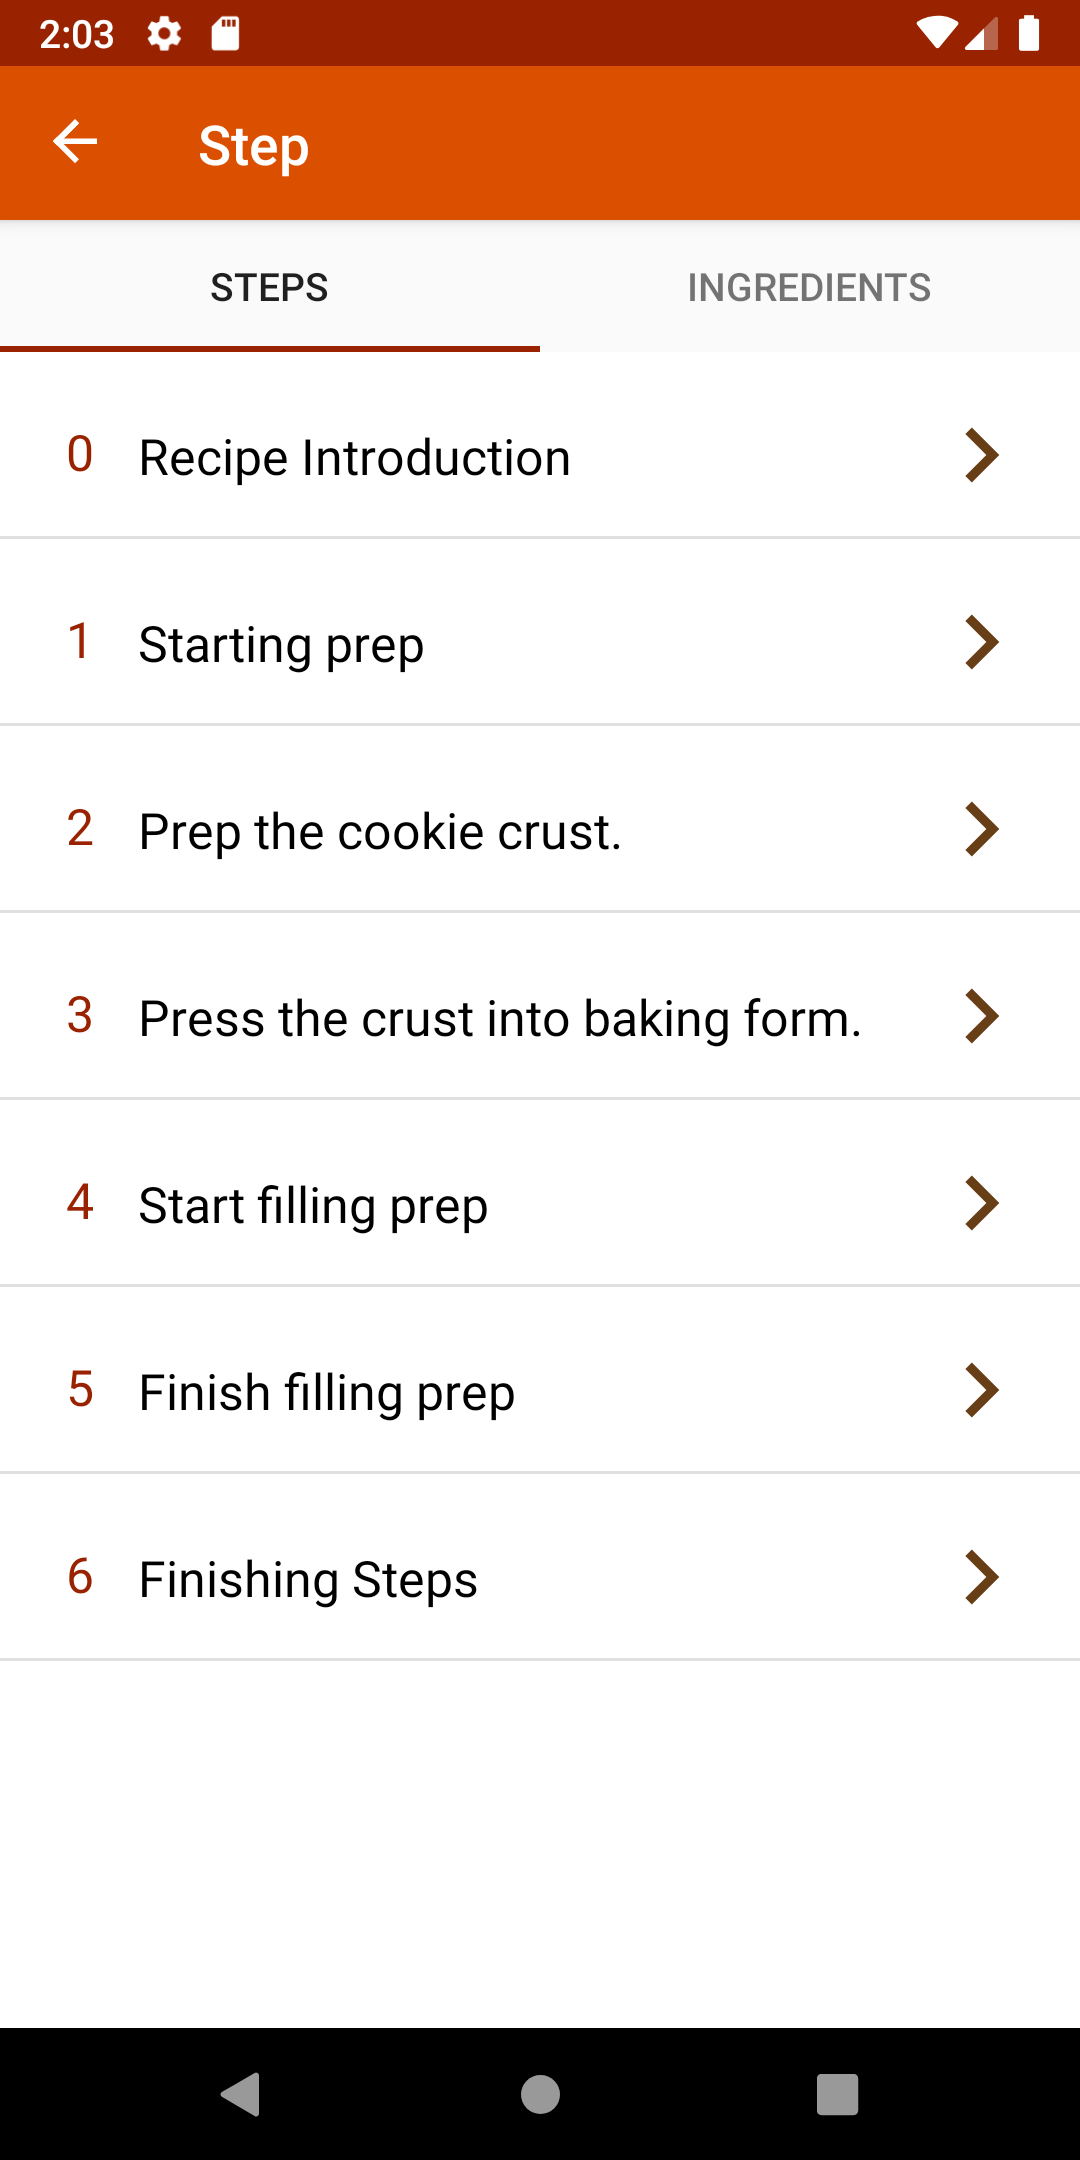 2:03
Step
STEPS
INGREDIENTS
0 Recipe Introduction
1 Starting prep
2 Prep the cookie crust.
3 Press the crust into baking form.
4 Start filling prep
5 Finish filling prep
6 Finishing Steps